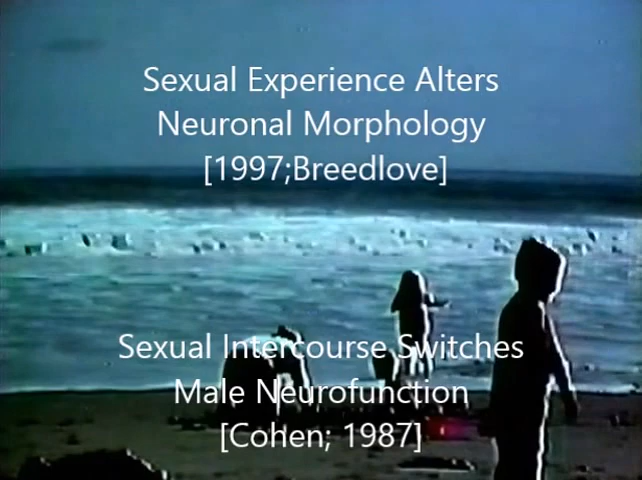 Sexual Experience Alters
Neuronal Morphology
[1997;Breedlove]
Sexual Intercourse Switches
Male Neurofunction
[Cohen; 1987]